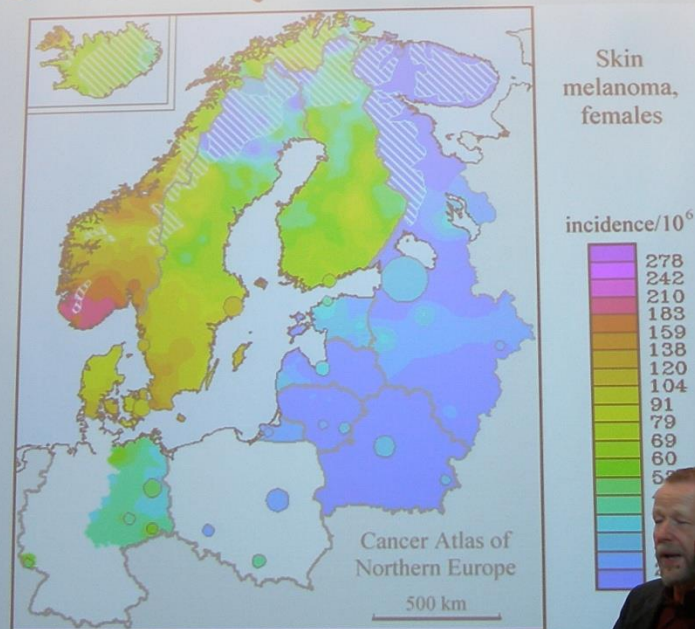 Skin
melanoma,
females
incidence/10⁶
278
242
210
183
159
138
120
104
91
79
69
60
Cancer Atlas of
Northern Europe
500 km